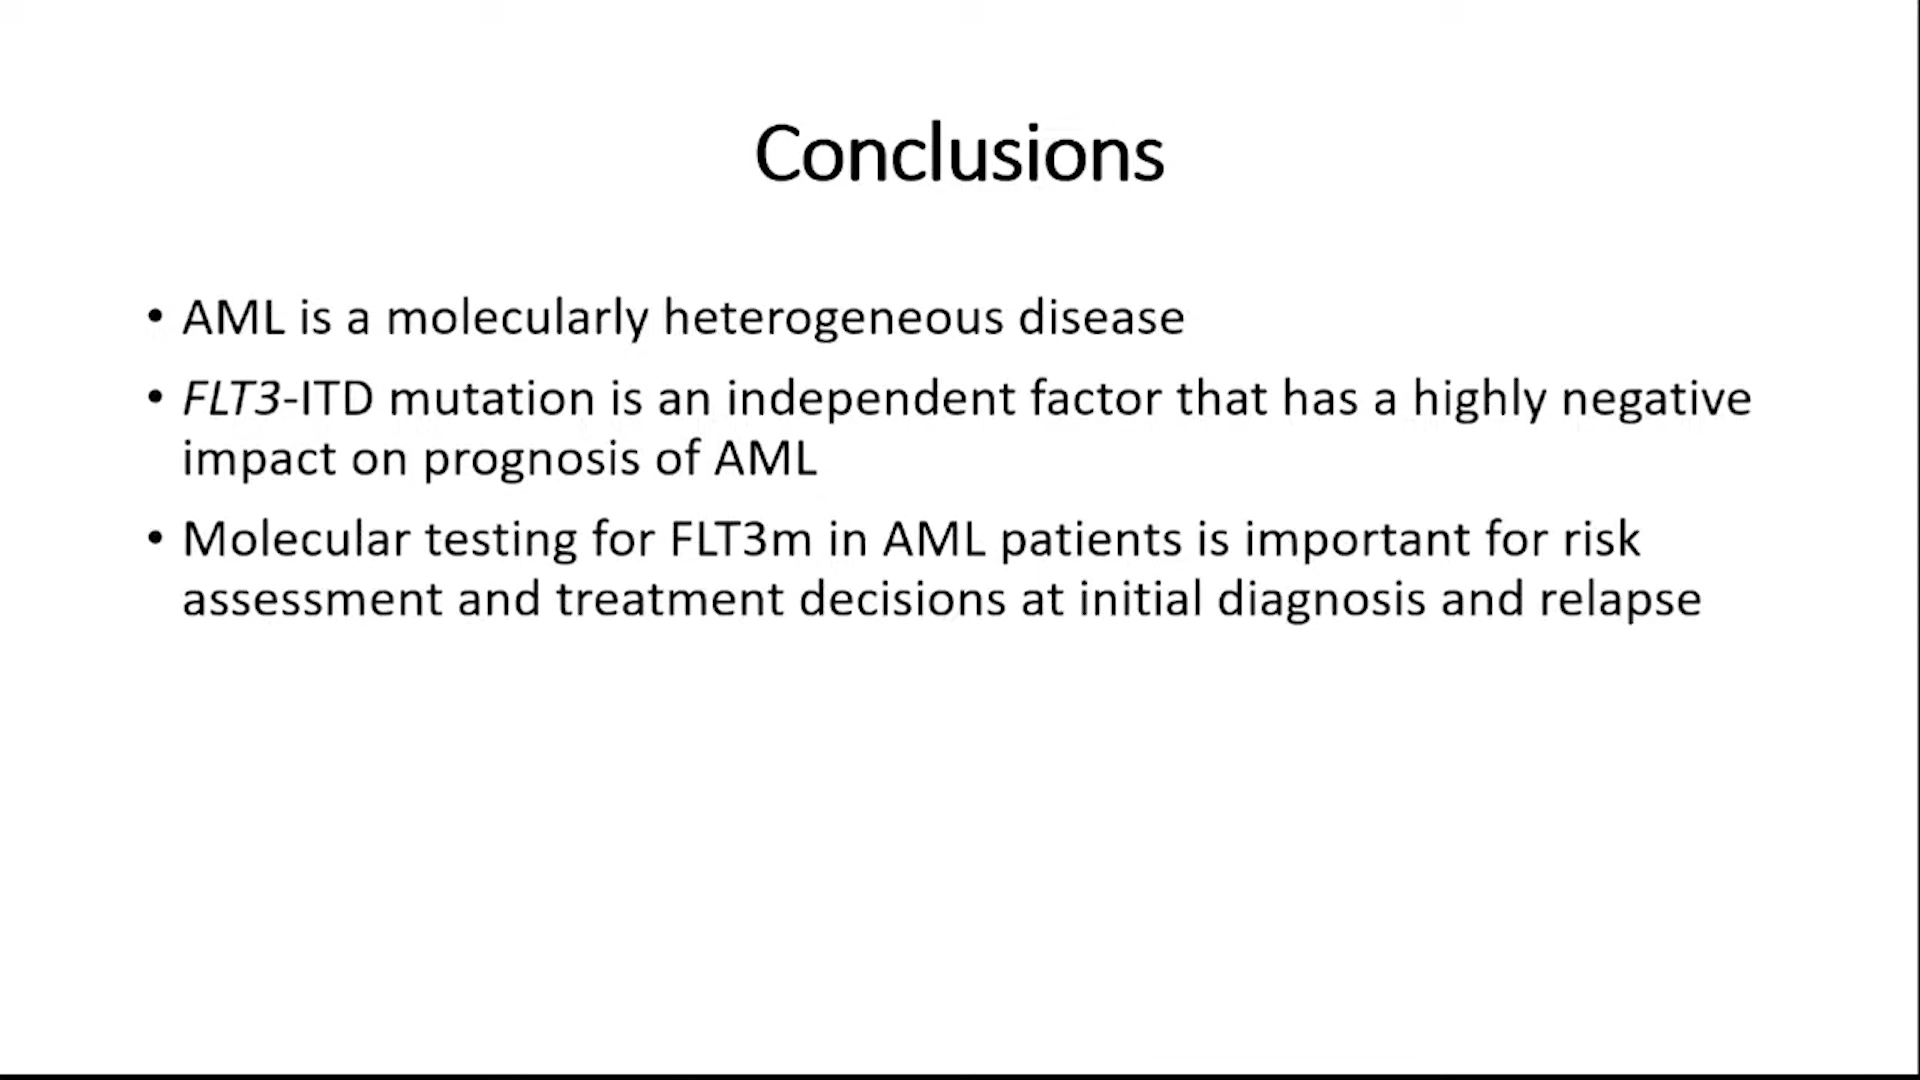 Conclusions
• AML is a molecularly heterogeneous disease
• FLT3-ITD mutation is an independent factor that has a highly negative
impact on prognosis of AML
• Molecular testing for FLT3m in AML patients is important for risk
assessment and treatment decisions at initial diagnosis and relapse